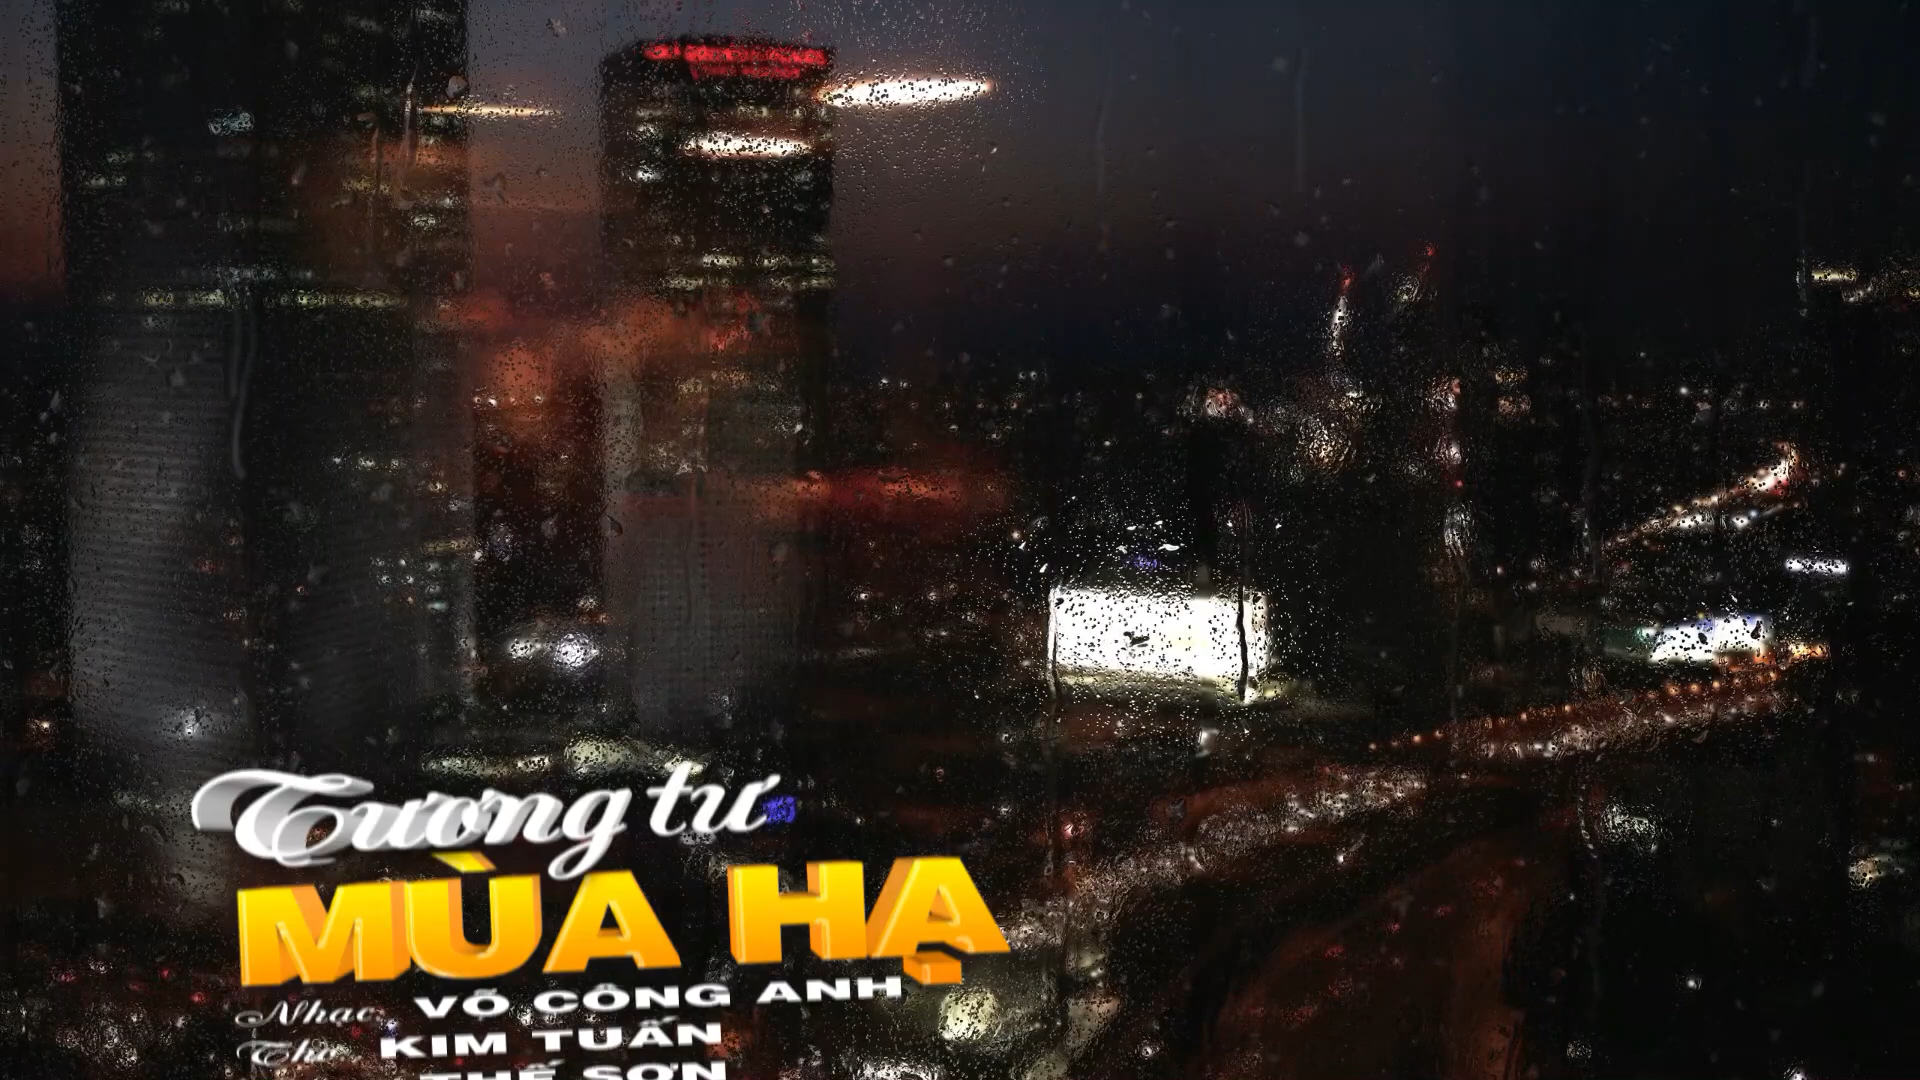 Tương tư
MÙA HẠ
Nhạc: VÕ CÔNG ANH
Thơ: KIM TUẤN
THẾ SƠN